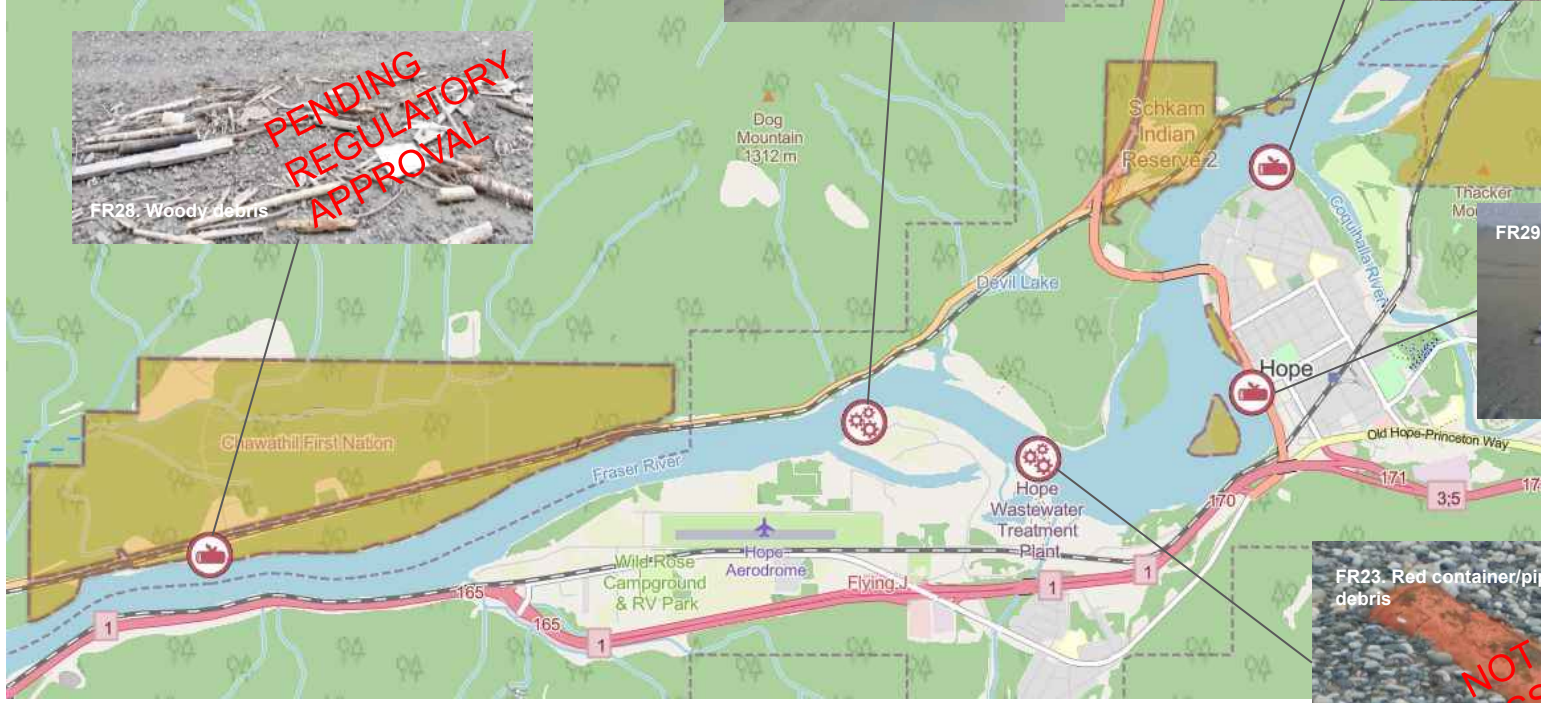 PENDING
REGULATORY
APPROVAL
FR28. Woody debris
Dog
Mountain
1312 m
Schkam
Indian
Reserve 2
Thacker
Coquihalla River
FR29
Devil Lake
Hope
Chawathil First Nation
Fraser River
Old Hope-Princeton Way
171
3;5
170
Hope
Wastewater
Treatment
Plant
Hope
Aerodrome
Wild Rose
Campground
& RV Park
Flying J
165
165
1
1
1
1
FR23. Red container/pip
debris
NOT